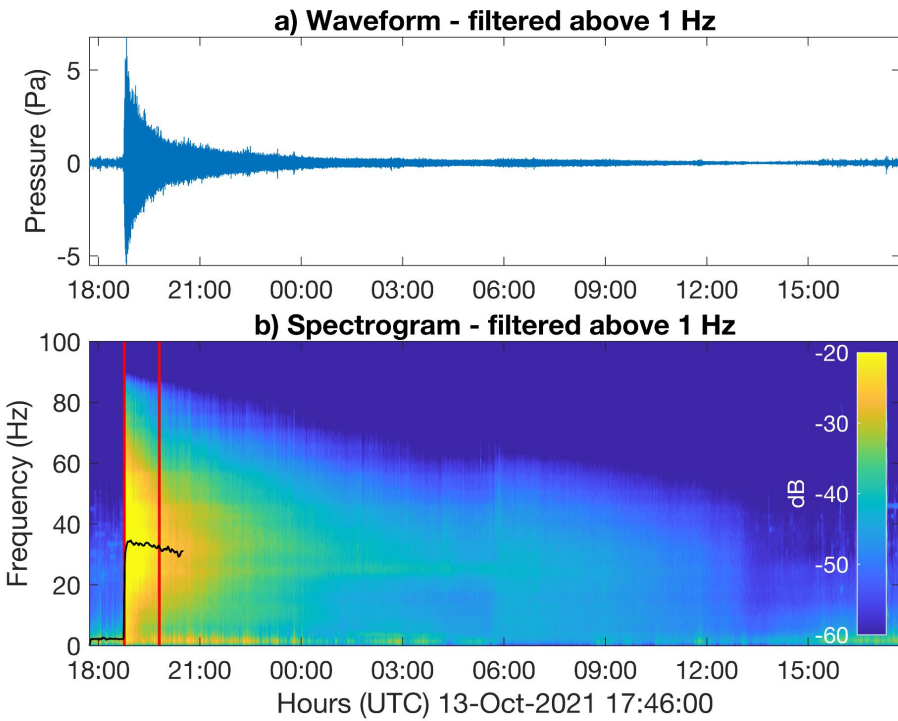 a) Waveform - filtered above 1 Hz
Pressure (Pa)
5
0
-5
18:00 21:00 00:00 03:00 06:00 09:00 12:00 15:00
b) Spectrogram - filtered above 1 Hz
Frequency (Hz)
100
80
60
40
20
0
dB
-20
-30
-40
-50
-60
18:00 21:00 00:00 03:00 06:00 09:00 12:00 15:00
Hours (UTC) 13-Oct-2021 17:46:00